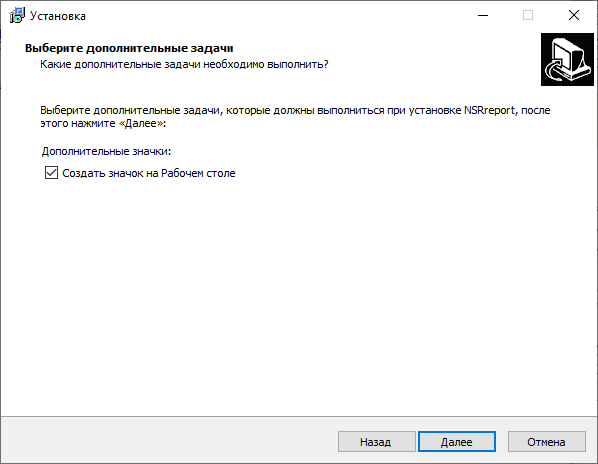 Установка
Выберите дополнительные задачи
Какие дополнительные задачи необходимо выполнить?
Выберите дополнительные задачи, которые должны выполниться при установке NSRreport, после
этого нажмите «Далее»:
Дополнительные значки:
Создать значок на Рабочем столе
Назад
Далее
Отмена